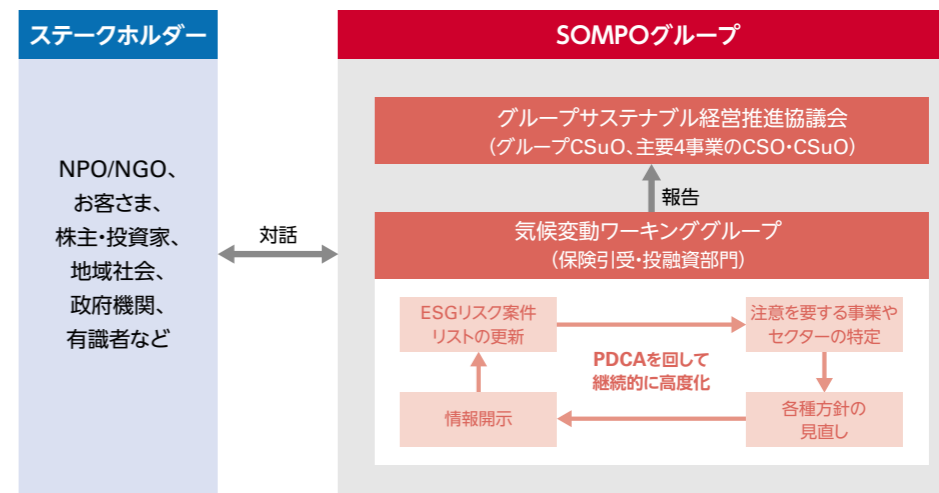 ステークホルダー
NPO/NGO、
お客さま、
株主・投資家、
地域社会、
政府機関、
有識者など
対話
SOMPOグループ
グループサステナブル経営推進協議会
（グループCSuO、主要4事業のCSO・CSuO）
報告
気候変動ワーキンググループ
（保険引受・投融資部門）
ESGリスク案件
リストの更新
注意を要する事業や
セクターの特定
PDCAを回して
継続的に高度化
情報開示
各種方針の
見直し